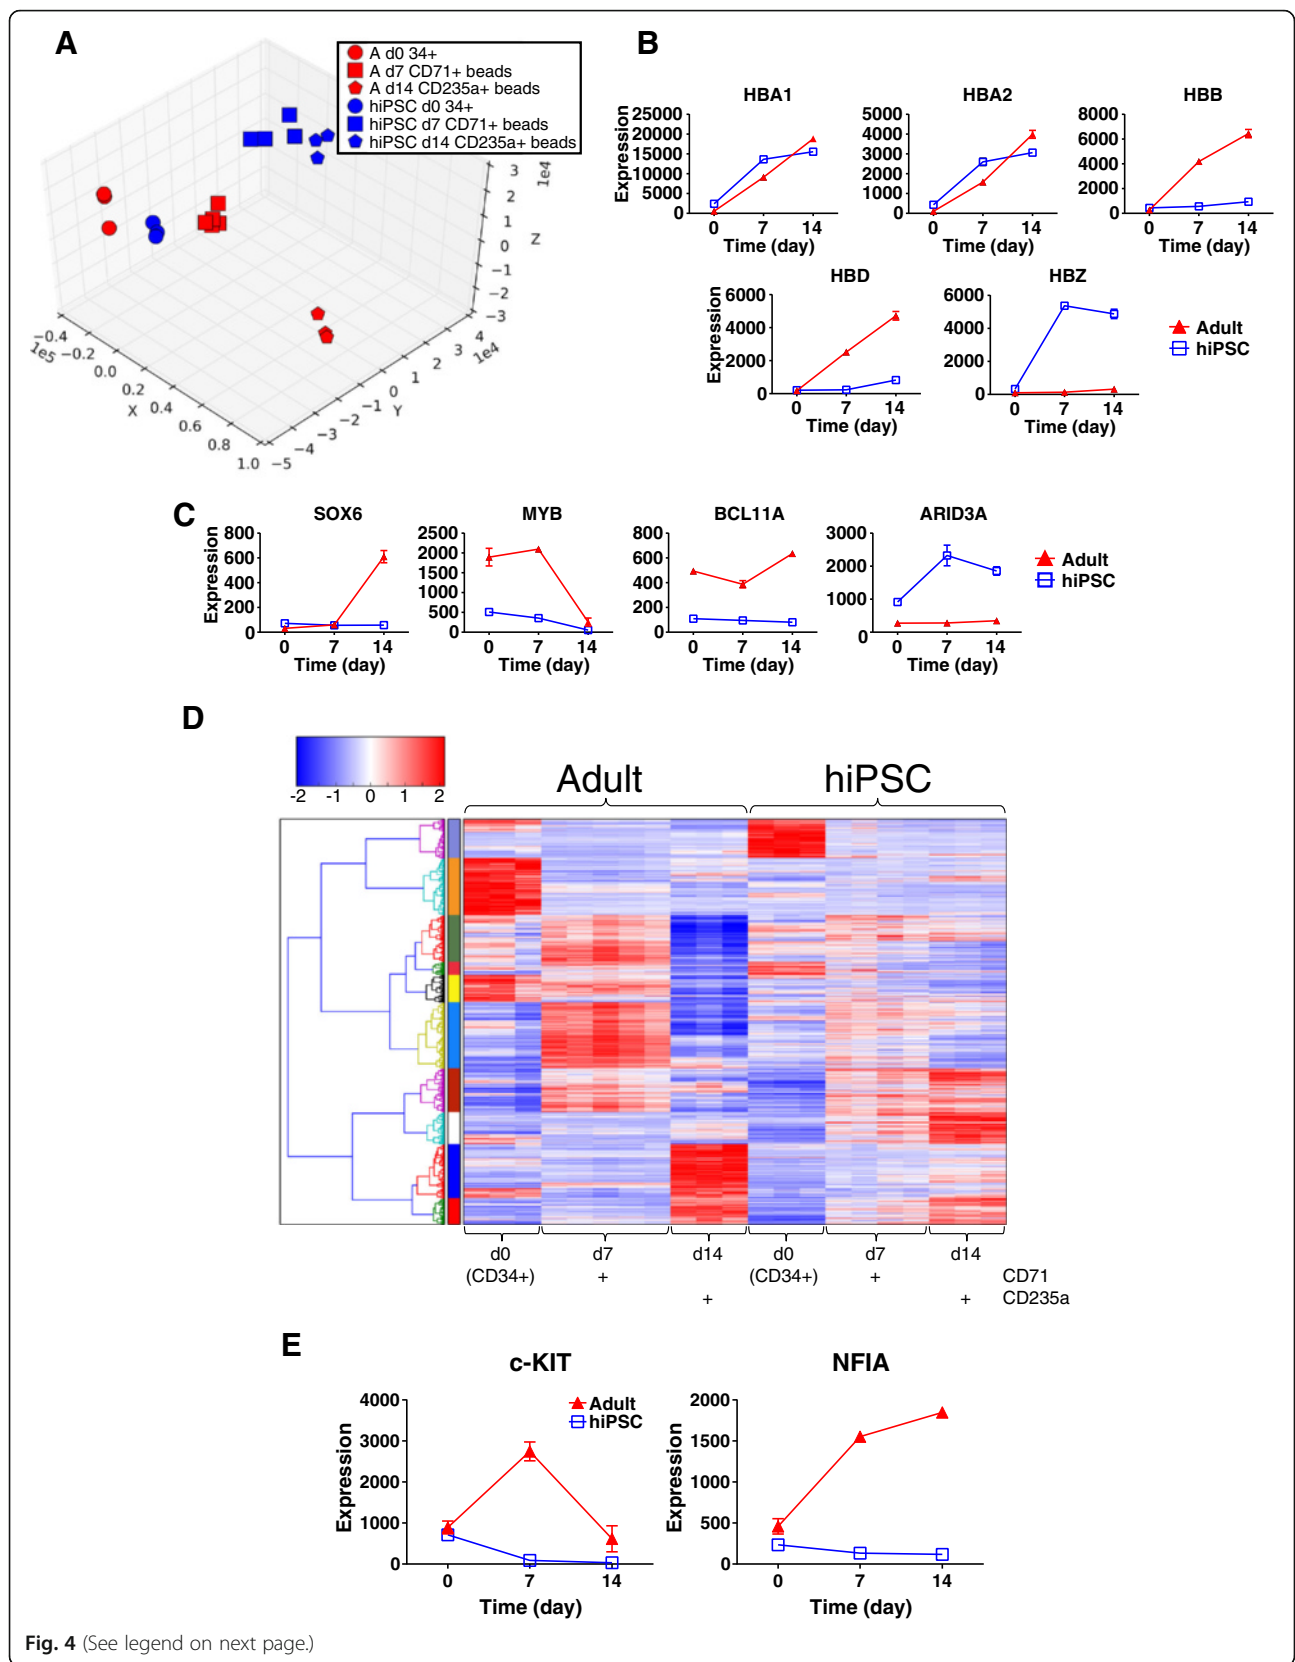 A
A d0 34+
A d7 CD71+ beads
A d14 CD235a+ beads
hiPSC d0 34+
hiPSC d7 CD71+ beads
hiPSC d14 CD235a+ beads
3
2
1
0
−1
−2
−3
1e4
Z
−0.4
−0.2
0.0
0.2
0.4
0.6
0.8
1.0
1e5
X
−5
−4
−3
−2
−1
0
1
2
3
4
1e4
Y
B
HBA1
Expression
25000
20000
15000
10000
5000
0
0 7 14
Time (day)
HBA2
5000
4000
3000
2000
1000
0
0 7 14
Time (day)
HBB
8000
6000
4000
2000
0
0 7 14
Time (day)
HBD
Expression
6000
4000
2000
0
0 7 14
Time (day)
HBZ
6000
4000
2000
0
0 7 14
Time (day)
Adult
hiPSC
C
SOX6
Expression
800
600
400
200
0
0 7 14
Time (day)
MYB
2500
2000
1500
1000
500
0
0 7 14
Time (day)
BCL11A
800
600
400
200
0
0 7 14
Time (day)
ARID3A
3000
2000
1000
0
0 7 14
Time (day)
Adult
hiPSC
D
-2 -1 0 1 2
Adult hiPSC
d0 d7 d14 d0 d7 d14
(CD34+) + (CD34+) + CD71
+ + CD235a
E
c-KIT
Expression
4000
3000
2000
1000
0
0 7 14
Time (day)
Adult
hiPSC
NFIA
Expression
2000
1500
1000
500
0
0 7 14
Time (day)
Fig. 4 (See legend on next page.)